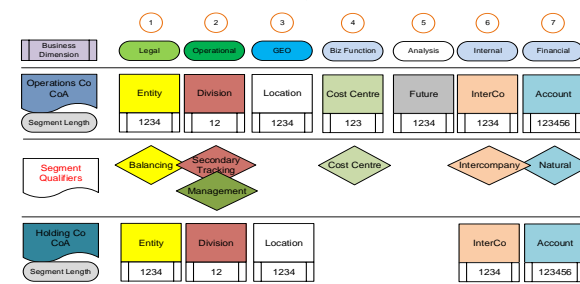 1 2 3 4 5 6 7
Business
Dimension
Legal Operational GEO Biz Function Analysis Internal Financial
Operations Co
CoA
Entity Division Location Cost Centre Future InterCo Account
Segment Length 1234 12 1234 123 1234 1234 123456
Segment
Qualifiers
Balancing Secondary
Tracking Cost Centre Intercompany Natural
Management
Holding Co
CoA
Entity Division Location InterCo Account
Segment Length 1234 12 1234 1234 123456